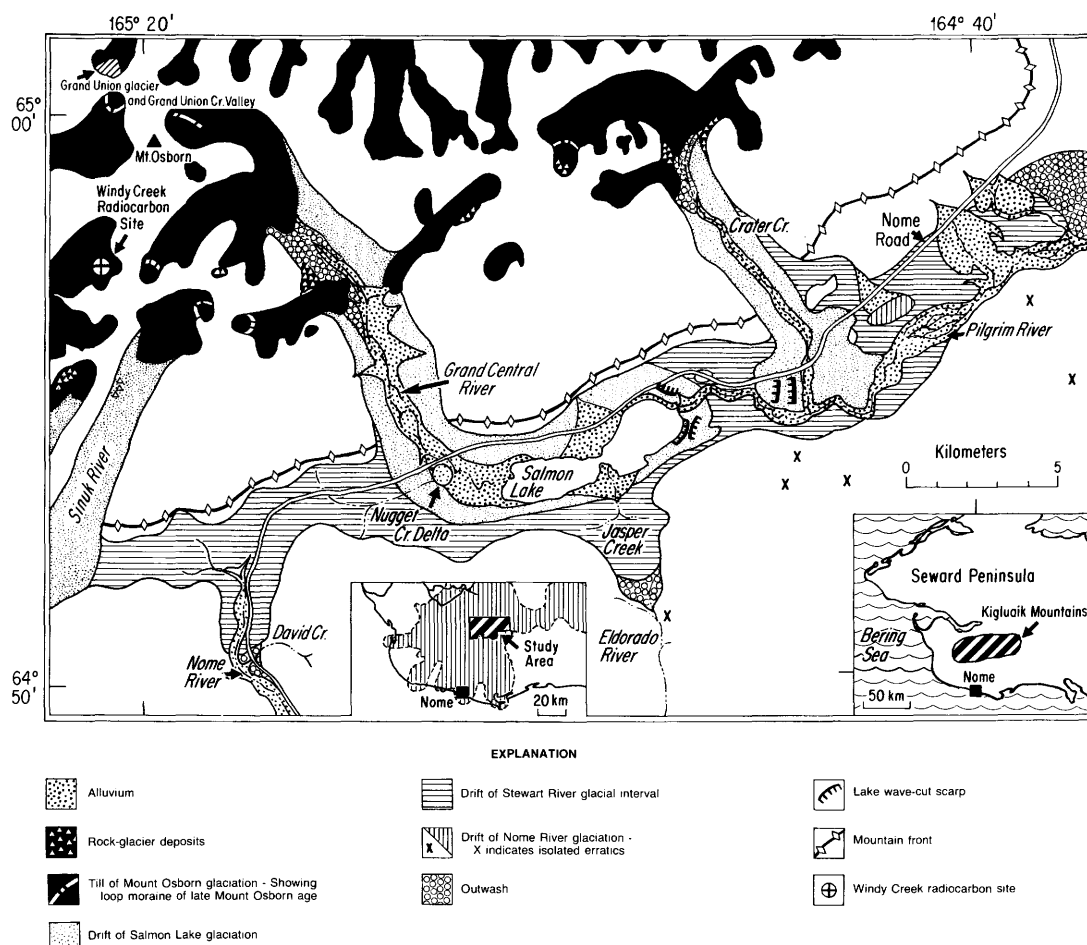 165° 20'
164° 40'
65°
00'
Grand Union glacier
and Grand Union Cr. Valley
Mt. Osborn
Windy Creek
Radiocarbon
Site
Crater Cr.
Nome
Road
Pilgrim River
Grand Central
River
Sinuk River
Salmon
Lake
Nugget
Cr. Delta
Jasper
Creek
x
x
x
x
x
x
Kilometers
0 5
David Cr.
Nome
River
Eldorado
River
64°
50'
Study
Area
Nome
20 km
Seward Peninsula
Kigluaik Mountains
Bering
Sea
Nome
50 km
EXPLANATION
Alluvium
Rock-glacier deposits
Till of Mount Osborn glaciation - Showing
loop moraine of late Mount Osborn age
Drift of Salmon Lake glaciation
Drift of Stewart River glacial interval
x
Drift of Nome River glaciation -
X indicates isolated erratics
Outwash
Lake wave-cut scarp
Mountain front
Windy Creek radiocarbon site